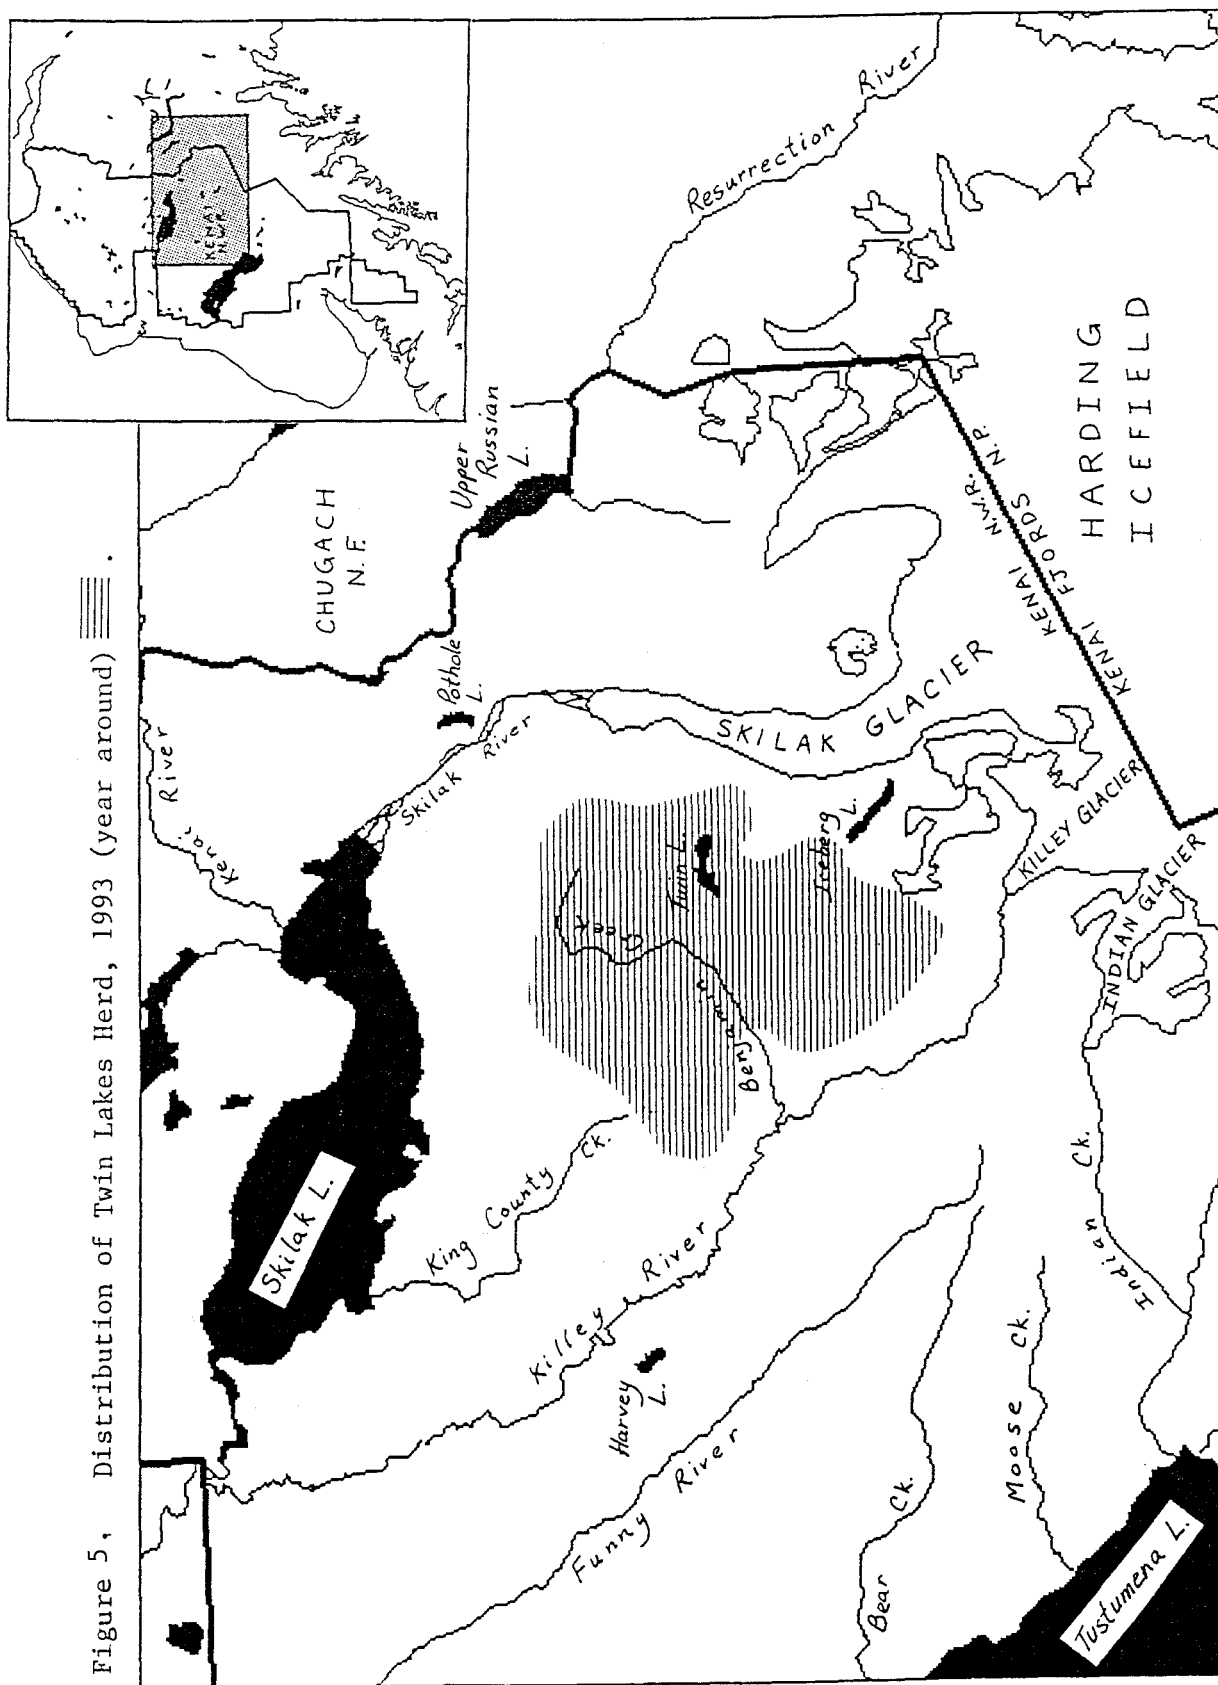 Figure 5. Distribution of Twin Lakes Herd, 1993 (year around) .
KENAI
NWR
CHUGACH
N.F.
Upper
Russian
L.
Resurrection River
Kenai River
Pothole
L.
Skilak River
Skilak L.
SKILAK GLACIER
HARDING
ICEFIELD
KENAI N.W.R.
KENAI FJORDS N.P.
KENAI
Twin L.
Iceberg
L.
Benjamin Creek
KILLEY GLACIER
INDIAN GLACIER
King County Ck.
Killey River
Harvey
L.
Funny River
Bear Ck.
Moose Ck.
Indian Ck.
Tustumena L.